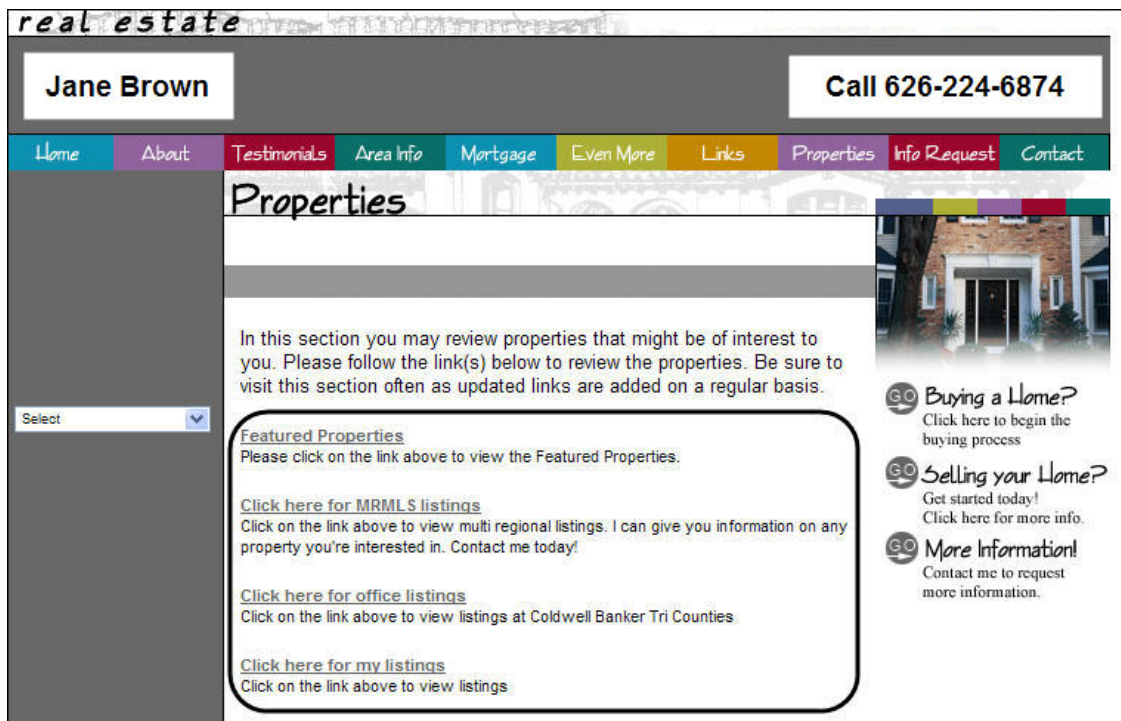 real estate
Jane Brown
Call 626-224-6874
Home About Testimonials Area Info Mortgage Even More Links Properties Info Request Contact
Properties
In this section you may review properties that might be of interest to
you. Please follow the link(s) below to review the properties. Be sure to
visit this section often as updated links are added on a regular basis.
Select
Featured Properties
Please click on the link above to view the Featured Properties.
Click here for MRMLS listings
Click on the link above to view multi regional listings. I can give you information on any
property you're interested in. Contact me today!
Click here for office listings
Click on the link above to view listings at Coldwell Banker Tri Counties
Click here for my listings
Click on the link above to view listings
GO Buying a Home?
Click here to begin the
buying process
GO Selling your Home?
Get started today!
Click here for more info.
GO More Information!
Contact me to request
more information.